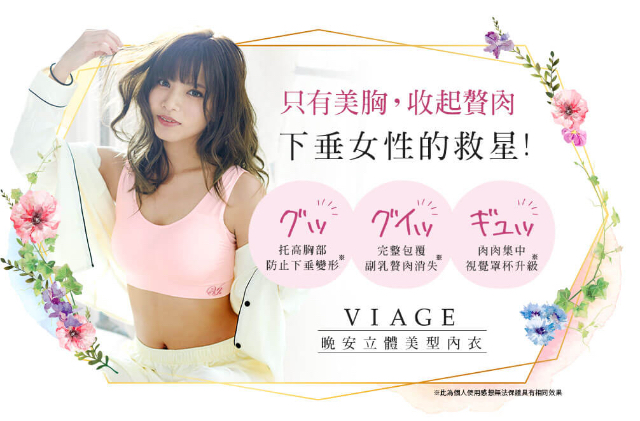 只有美胸，收起贅肉
下垂女性的救星!
グッ
托高胸部
防止下垂變形※
グイッ
完整包覆
副乳贅肉消失※
ギュッ
肉肉集中
視覺罩杯升級※
VIAGE
晚安立體美型內衣
※此為個人使用感想無法保證具有相同效果